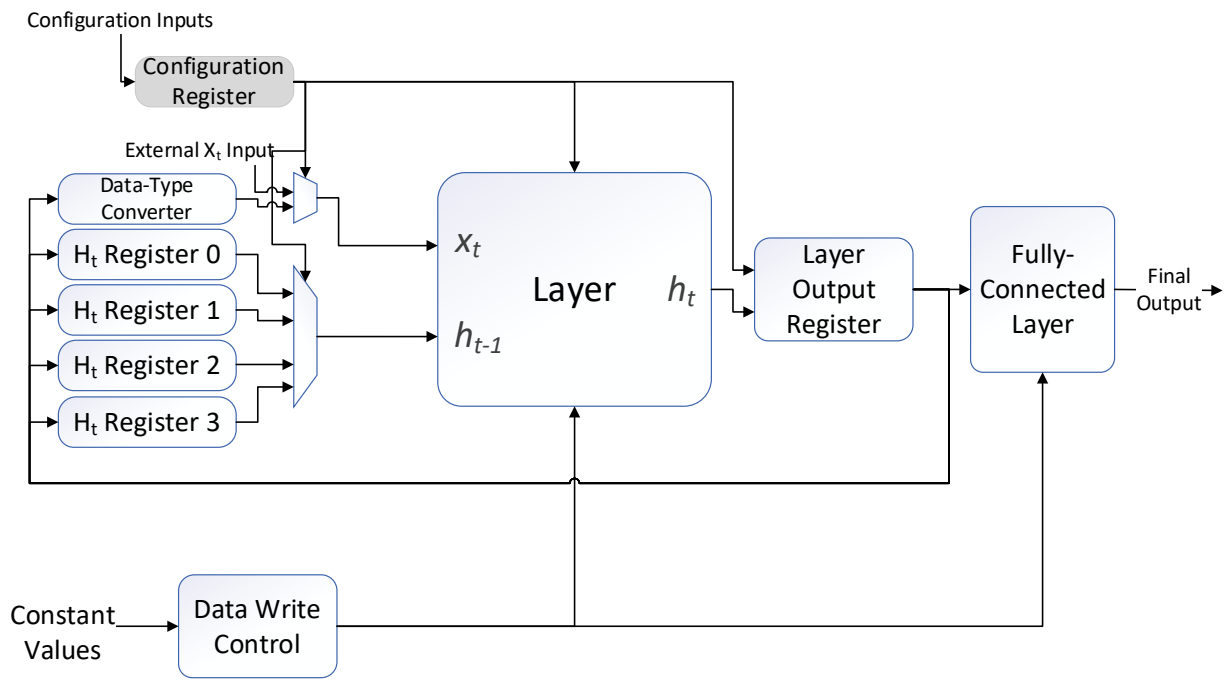 Configuration Inputs
Configuration
Register
External Xt Input
Data-Type
Converter
Ht Register 0
Ht Register 1
Ht Register 2
Ht Register 3
xt
Layer
ht
ht-1
Layer
Output
Register
Fully-
Connected
Layer
Final
Output
Constant
Values
Data Write
Control